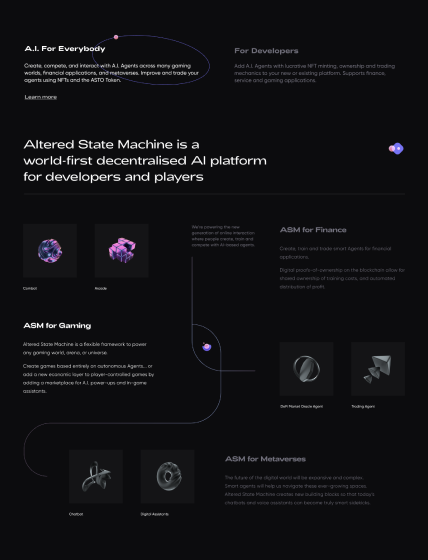 A.I. For Everybody
Create, compete, and interact with A.I. Agents across many gaming
worlds, financial applications, and metaverses. Improve and trade your
agents using NFTs and the ASTO Token.
Learn more
For Developers
Add A.I. Agents with lucrative NFT minting, ownership and trading
mechanics to your new or existing platform. Supports finance,
service and gaming applications.
Altered State Machine is a
world-first decentralised AI platform
for developers and players
We're powering the new
generation of online interaction
where people create, train and
compete with AI-based agents
ASM for Finance
Create, train and trade smart Agents for financial
applications.
Digital proofs-of-ownership on the blockchain allow for
shared ownership of training costs, and automated
distribution of profit.
Combat
Arcade
ASM for Gaming
Altered State Machine is a flexible framework to power
any gaming world, arena, or universe.
Create games based entirely on autonomous Agents... or
add a new economic layer to player-controlled games by
adding a marketplace for A.I. power-ups and in-game
assistants.
DeFi Market Oracle Agent
Trading Agent
ASM for Metaverses
The future of the digital world will be expansive and complex.
Smart agents will help us navigate these ever-growing spaces.
Altered State Machine creates new building blocks so that today's
chatbots and voice assistants can become truly smart sidekicks.
Chatbot
Digital Assistants